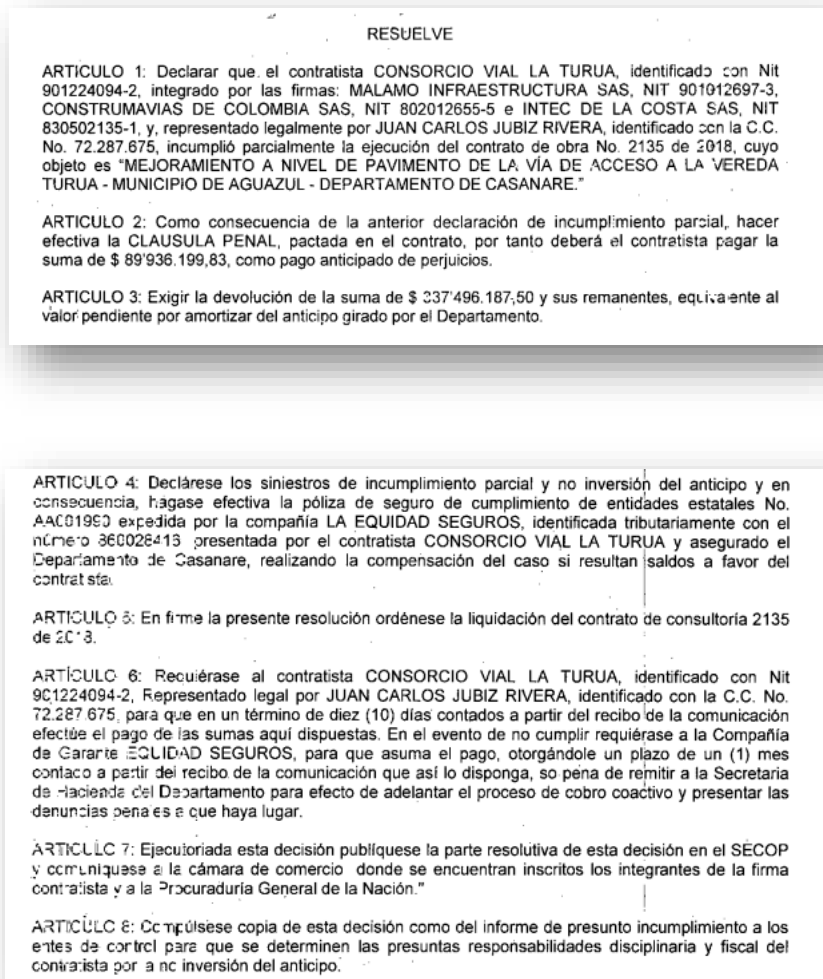 RESUELVE
ARTICULO 1: Declarar que el contratista CONSORCIO VIAL LA TURUA, identificado con Nit
901224094-2, integrado por las firmas: MALAMO INFRAESTRUCTURA SAS, NIT 901012697-3,
CONSTRUMAVIAS DE COLOMBIA SAS, NIT 802012655-5 e INTEC DE LA COSTA SAS, NIT
830502135-1, y, representado legalmente por JUAN CARLOS JUBIZ RIVERA, identificado con la C.C.
No. 72.287.675, incumplió parcialmente la ejecución del contrato de obra No. 2135 de 2018, cuyo
objeto es "MEJORAMIENTO A NIVEL DE PAVIMENTO DE LA VÍA DE ACCESO A LA VEREDA
TURUA - MUNICIPIO DE AGUAZUL - DEPARTAMENTO DE CASANARE."
ARTICULO 2: Como consecuencia de la anterior declaración de incumplimiento parcial, hacer
efectiva la CLAUSULA PENAL, pactada en el contrato, por tanto deberá el contratista pagar la
suma de $ 89'936.199,83, como pago anticipado de perjuicios.
ARTICULO 3: Exigir la devolución de la suma de $ 337'496.187,50 y sus remanentes, equivalente al
valor pendiente por amortizar del anticipo girado por el Departamento.
ARTICULO 4: Declárese los siniestros de incumplimiento parcial y no inversión del anticipo y en
consecuencia, hágase efectiva la póliza de seguro de cumplimiento de entidades estatales No.
AA001990 expedida por la compañía LA EQUIDAD SEGUROS, identificada tributariamente con el
número 860028415 presentada por el contratista CONSORCIO VIAL LA TURUA y asegurado el
Departamento de Casanare, realizando la compensación del caso si resultan saldos a favor del
contratista.
ARTICULO 5: En firme la presente resolución ordénese la liquidación del contrato de consultoría 2135
de 2018.
ARTÍCULO 6: Requiérase al contratista CONSORCIO VIAL LA TURUA, identificado con Nit
901224094-2, Representado legal por JUAN CARLOS JUBIZ RIVERA, identificado con la C.C. No.
72.287.675, para que en un término de diez (10) días contados a partir del recibo de la comunicación
efectúe el pago de las sumas aquí dispuestas. En el evento de no cumplir requiérase a la Compañía
de Garante EQUIDAD SEGUROS, para que asuma el pago, otorgándole un plazo de un (1) mes
contaco a partir del recibo de la comunicación que así lo disponga, so pena de remitir a la Secretaria
de Hacienda del Departamento para efecto de adelantar el proceso de cobro coactivo y presentar las
denuncias penales a que haya lugar.
ARTICULO 7: Ejecutoriada esta decisión publíquese la parte resolutiva de esta decisión en el SECOP
y comuníquese a la cámara de comercio donde se encuentran inscritos los integrantes de la firma
contratista y a la Procuraduría General de la Nación."
ARTICULO 8: Compúlsese copia de esta decisión como del informe de presunto incumplimiento a los
entes de control para que se determinen las presuntas responsabilidades disciplinaria y fiscal del
contratista por la no inversión del anticipo.